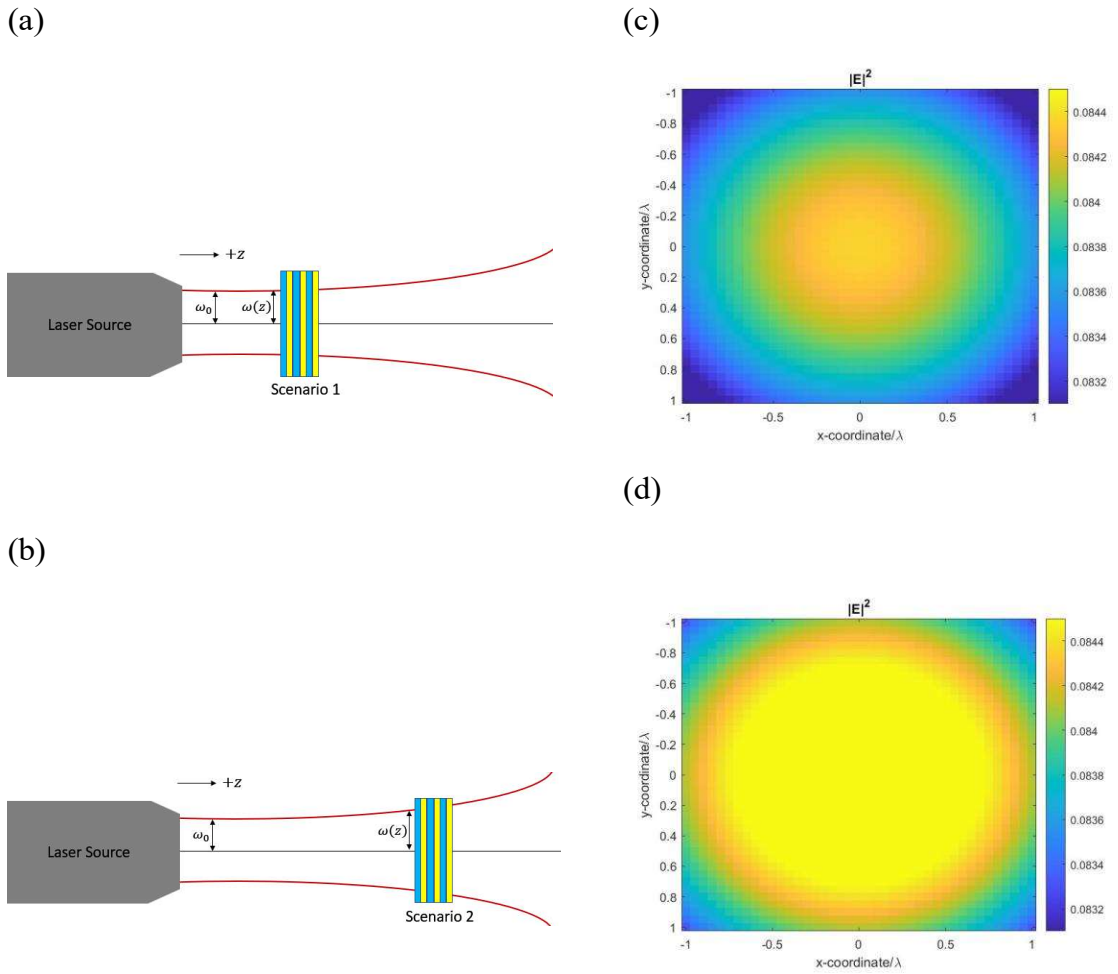 (a)
+z
Laser Source
ω₀
ω(z)
Scenario 1
(c)
|E|²
-1
-0.8
-0.6
-0.4
-0.2
0
0.2
0.4
0.6
0.8
1
y-coordinate/λ
-1
-0.5
0
0.5
1
x-coordinate/λ
0.0844
0.0842
0.084
0.0838
0.0836
0.0834
0.0832
(b)
+z
Laser Source
ω₀
ω(z)
Scenario 2
(d)
|E|²
-1
-0.8
-0.6
-0.4
-0.2
0
0.2
0.4
0.6
0.8
1
y-coordinate/λ
-1
-0.5
0
0.5
1
x-coordinate/λ
0.0844
0.0842
0.084
0.0838
0.0836
0.0834
0.0832